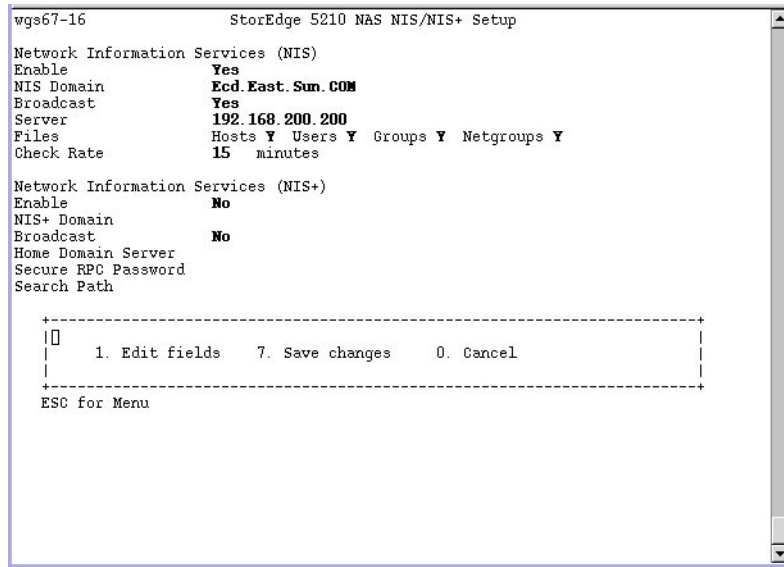 wgs67-16 StorEdge 5210 NAS NIS/NIS+ Setup
Network Information Services (NIS)
Enable Yes
NIS Domain Ecd.East.Sun.COM
Broadcast Yes
Server 192.168.200.200
Files Hosts Y Users Y Groups Y Netgroups Y
Check Rate 15 minutes
Network Information Services (NIS+)
Enable No
NIS+ Domain
Broadcast No
Home Domain Server
Secure RPC Password
Search Path
1. Edit fields 7. Save changes 0. Cancel
ESC for Menu